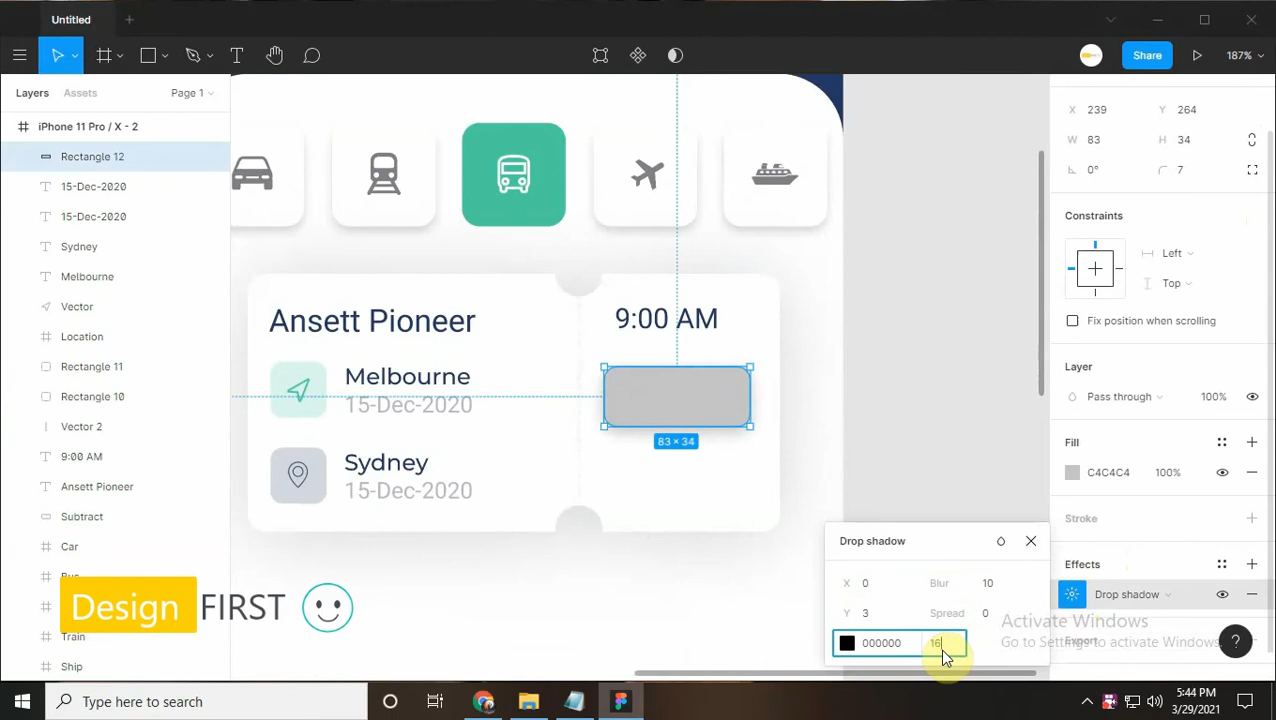 Untitled
Share
187%
Layers
Assets
Page 1
iPhone 11 Pro / X - 2
Rectangle 12
15-Dec-2020
15-Dec-2020
Sydney
Melbourne
Vector
Location
Rectangle 11
Rectangle 10
Vector 2
9:00 AM
Ansett Pioneer
Subtract
Car
Train
Ship
Ansett Pioneer
9:00 AM
Melbourne
15-Dec-2020
Sydney
15-Dec-2020
83 × 34
Design FIRST
X 239 Y 264
W 83 H 34
0° 7
Constraints
Left
Top
Fix position when scrolling
Layer
Pass through 100%
Fill
C4C4C4 100%
Stroke
Effects
Drop shadow
Export
Drop shadow
X 0 Blur 10
Y 3 Spread 0
000000 16
Activate Windows
Go to Settings to activate Windows.
?
Type here to search
5:44 PM
3/29/2021